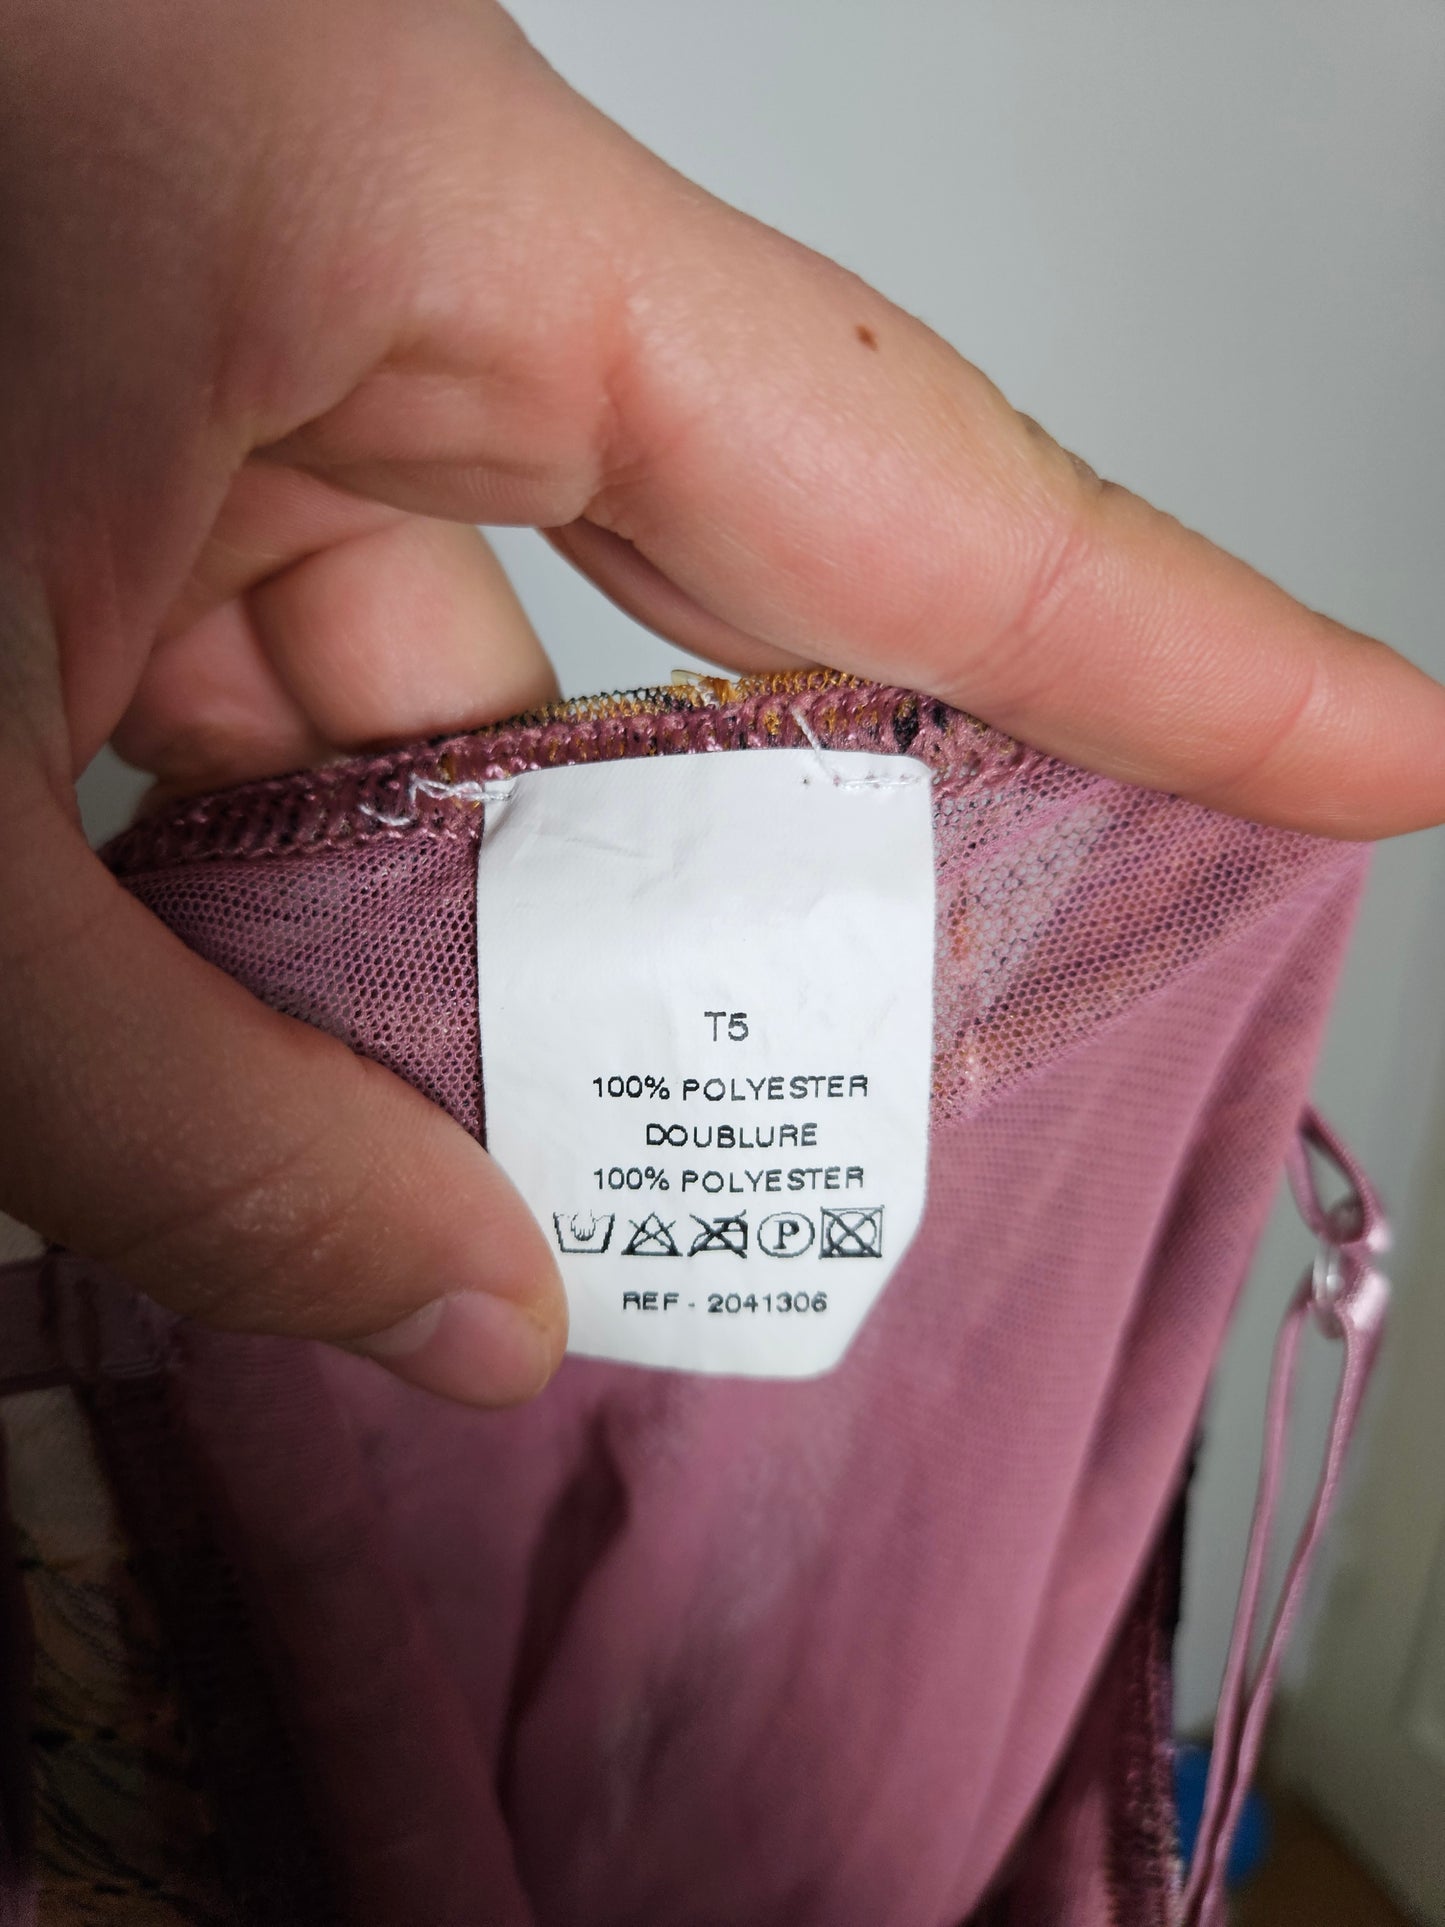 T5
100% POLYESTER
DOUBLURE
100% POLYESTER
P
REF - 2041306